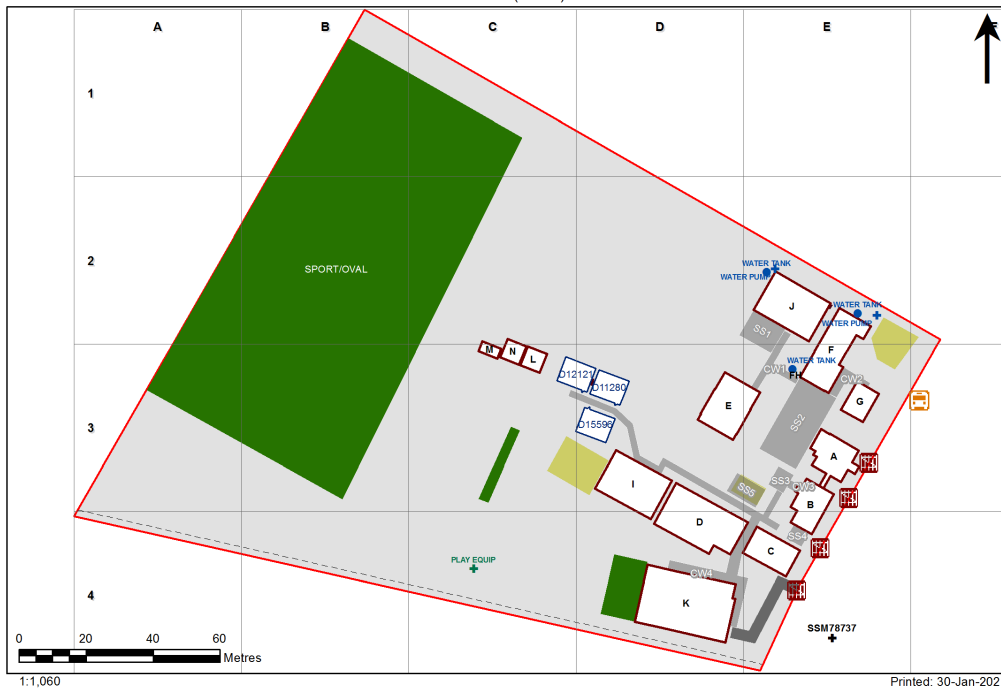 A B C D E F
1
2
WATER TANK
SPORT/OVAL
WATER PUMP
J
WATER TANK
WATER PUMP
SS1
F
M N L
WATER TANK
CW1
FH
D12121
CW2
D11280
E
G
3
D15596
SS2
A
I
SS3
CW3
SS5
B
D
SS4
C
PLAY EQUIP
CW4
4
K
SSM78737
0 20 40 60
Metres
1:1,060
Printed: 30-Jan-202